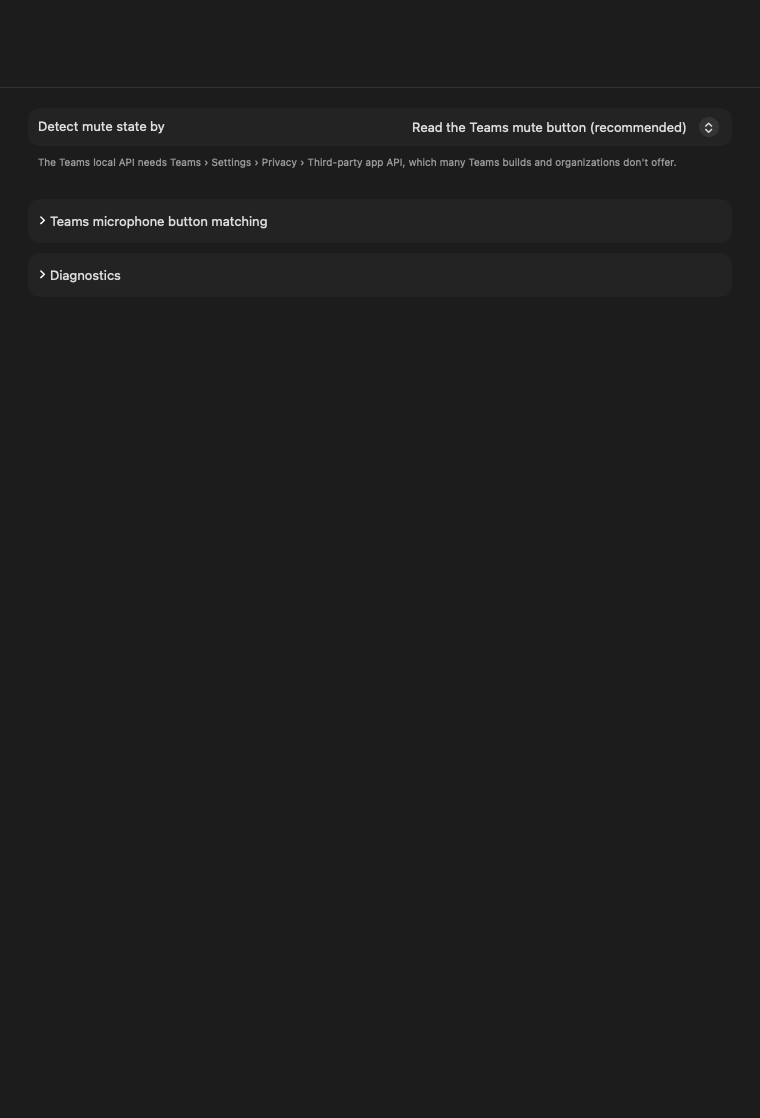 Detect mute state by
Read the Teams mute button (recommended)
The Teams local API needs Teams › Settings › Privacy › Third-party app API, which many Teams builds and organizations don't offer.
Teams microphone button matching
Diagnostics